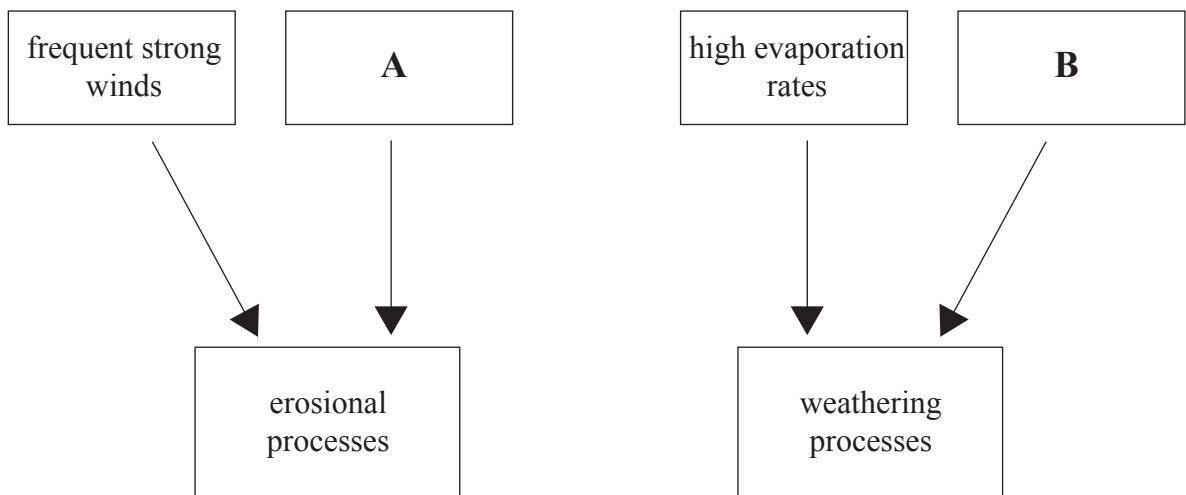 frequent strong
winds
A
high evaporation
rates
B
erosional
processes
weathering
processes